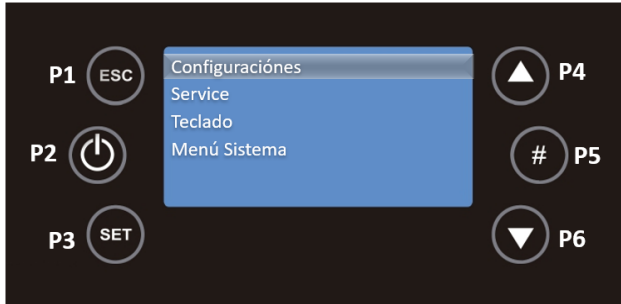 P1 ESC
P2
P3 SET
Configuraciónes
Service
Teclado
Menú Sistema
P4
# P5
P6